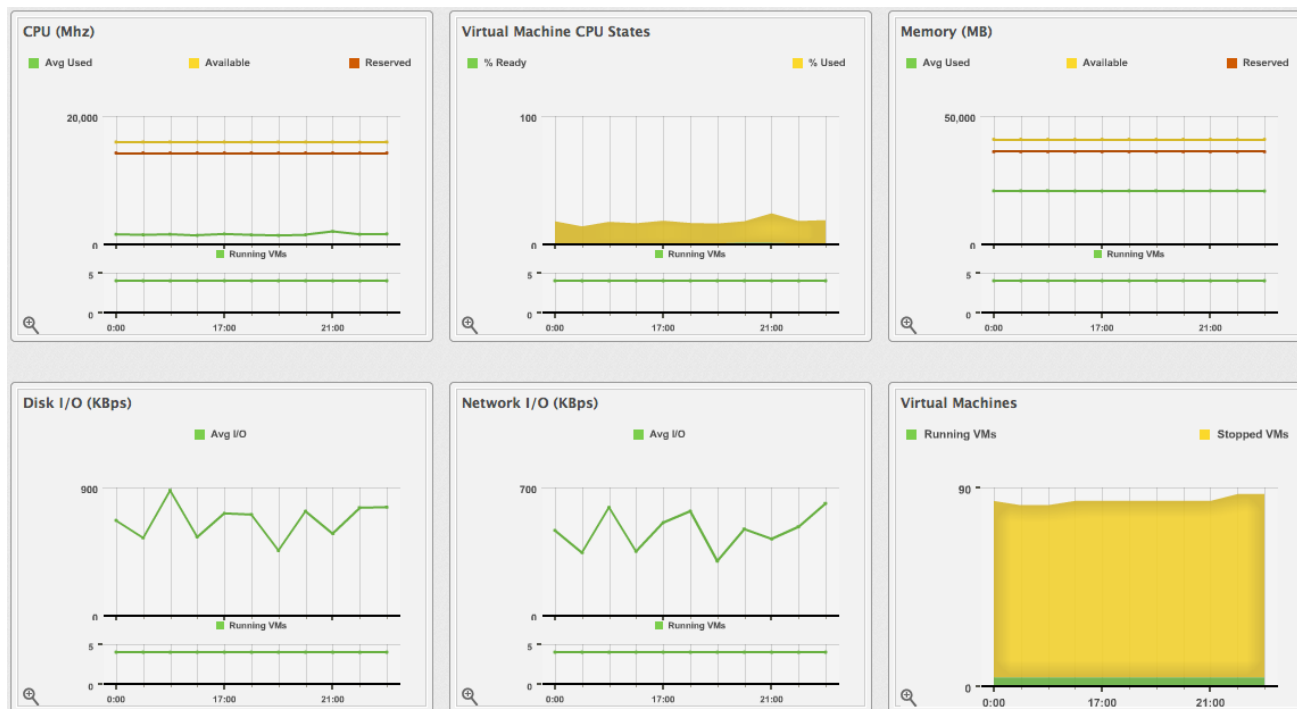 CPU (Mhz)
Avg Used Available Reserved
20,000
0
Running VMs
5
0
0:00 17:00 21:00
Virtual Machine CPU States
% Ready % Used
100
0
Running VMs
5
0
0:00 17:00 21:00
Memory (MB)
Avg Used Available Reserved
50,000
0
Running VMs
5
0
0:00 17:00 21:00
Disk I/O (KBps)
Avg I/O
900
0
Running VMs
5
0
0:00 17:00 21:00
Network I/O (KBps)
Avg I/O
700
0
Running VMs
5
0
0:00 17:00 21:00
Virtual Machines
Running VMs Stopped VMs
90
0
0:00 17:00 21:00